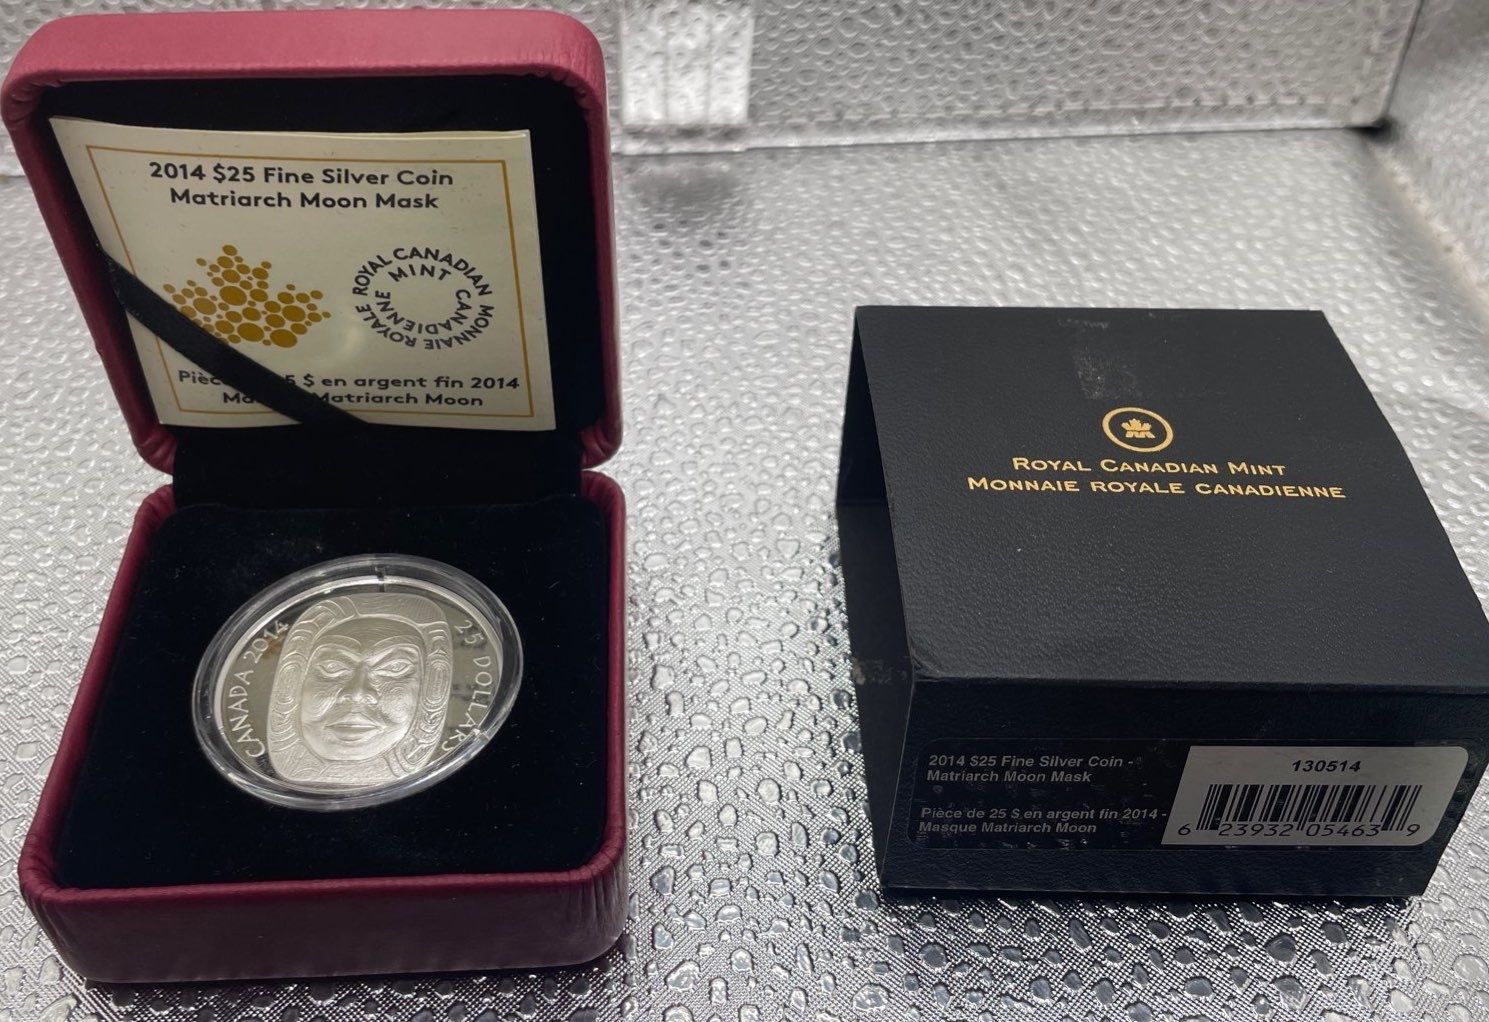 2014 $25 Fine Silver Coin
Matriarch Moon Mask
ROYAL CANADIAN MINT
MONNAIE ROYALE CANADIENNE
5 $ en argent fin 2014
Matriarch Moon
CANADA 2014
25 DOLLARS
ROYAL CANADIAN MINT
MONNAIE ROYALE CANADIENNE
2014 $25 Fine Silver Coin -
Matriarch Moon Mask
Pièce de 25 $ en argent fin 2014 -
Masque Matriarch Moon
130514
6 23932 05463 9